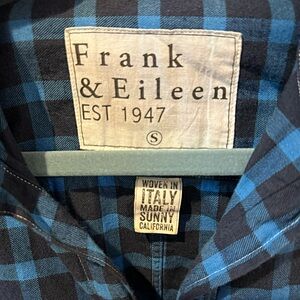 Frank
& Eileen
EST 1947
S
WOVEN IN
ITALY
MADE IN
SUNNY
CALIFORNIA